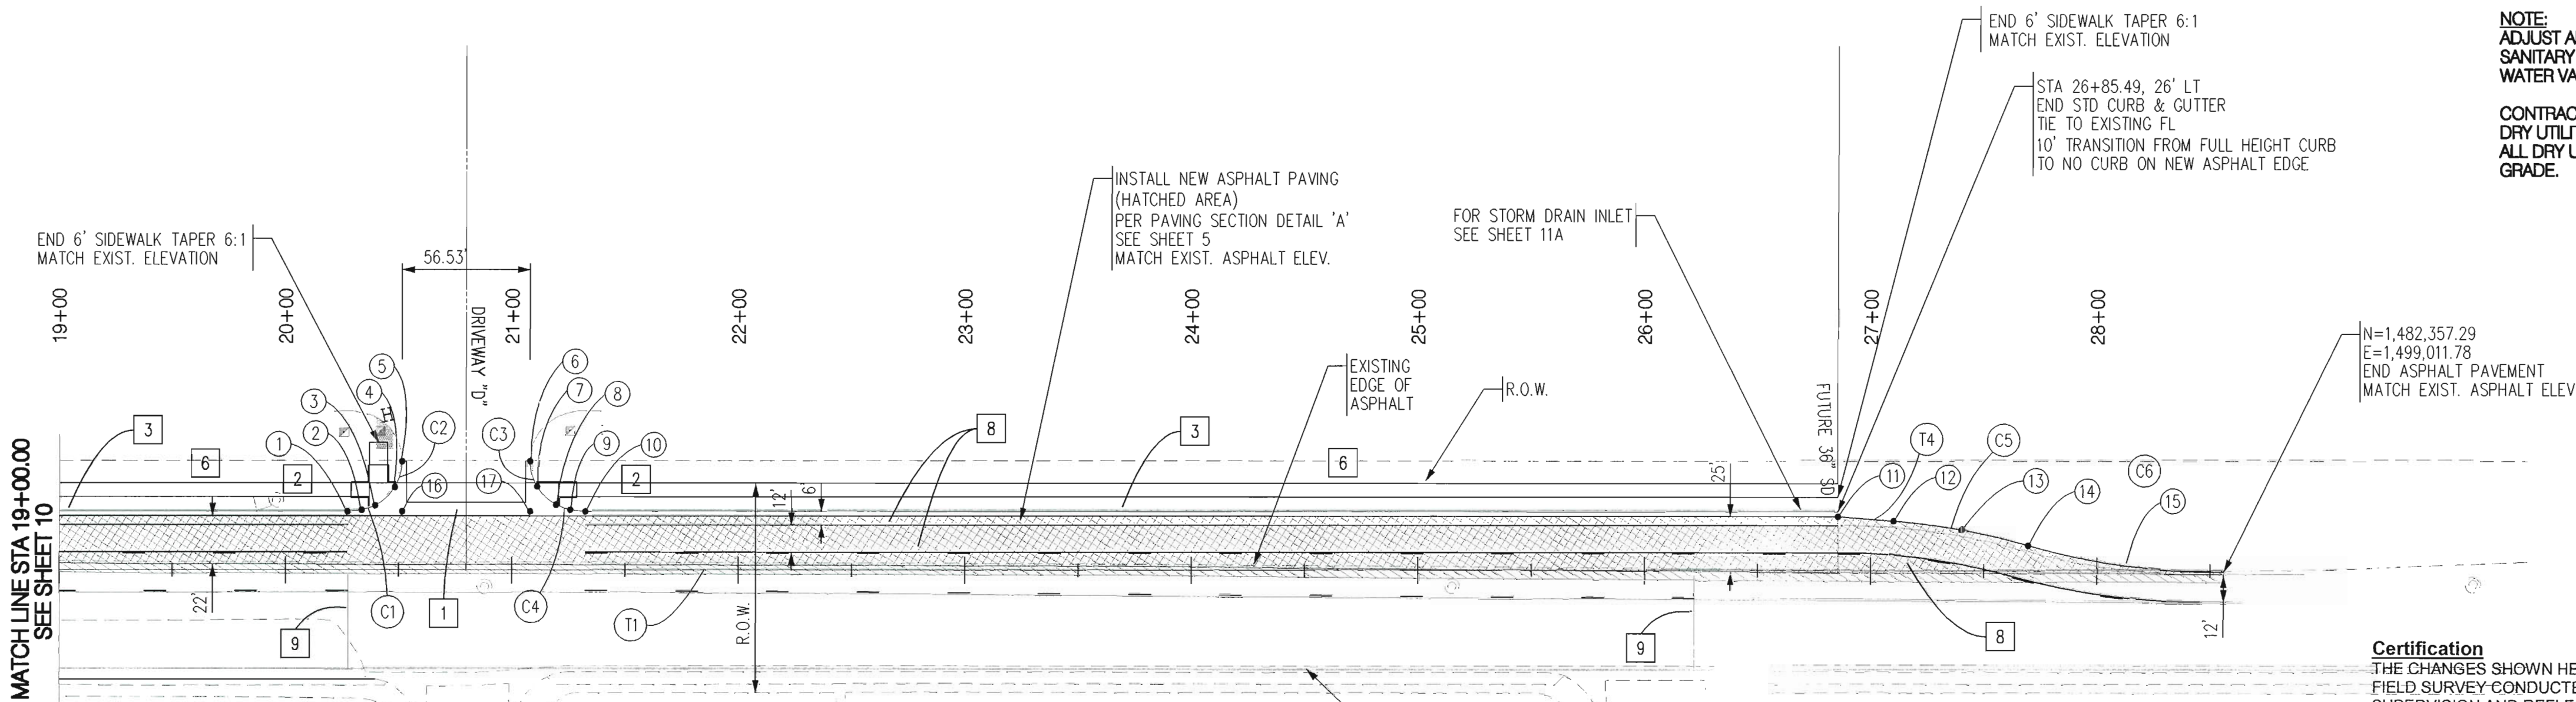 END 6' SIDEWALK TAPER 6:1
MATCH EXIST. ELEVATION
NOTE:
ADJUST
SANITARY
WATER
STA 26+85.49, 26' LT
END STD CURB & GUTTER
TIE TO EXISTING FL
10' TRANSITION FROM FULL HEIGHT CURB
TO NO CURB ON NEW ASPHALT EDGE
DRY
ALL DRY
GRADE.
INSTALL NEW ASPHALT PAVING
(HATCHED AREA)
PER PAVING SECTION DETAIL 'A'
SEE SHEET 5
MATCH EXIST. ASPHALT ELEV.
FOR STORM DRAIN INLET
SEE SHEET 11A
END 6' SIDEWALK TAPER 6:1
MATCH EXIST. ELEVATION
56.53'
19+00
20+00
21+00
22+00
23+00
24+00
25+00
26+00
27+00
28+00
DRIVEWAY "D"
N=1,482,357.29
E=1,499,011.78
END ASPHALT PAVEMENT
MATCH EXIST. ASPHALT ELEV
EXISTING
EDGE OF
ASPHALT
R.O.W.
FUTURE 36" SD
MATCH LINE STA 19+00.00
SEE SHEET 10
3
6
2
1
2
3
4
5
H
C2
C3
6
7
8
9
10
2
16
17
8
3
6
25'
12'
6'
T4
C5
C6
11
12
13
14
15
22'
9
C1
1
C4
T1
R.O.W.
9
8
12'
Certification
THE CHANGES SHOWN
FIELD SURVEY
SUPERVISION AND